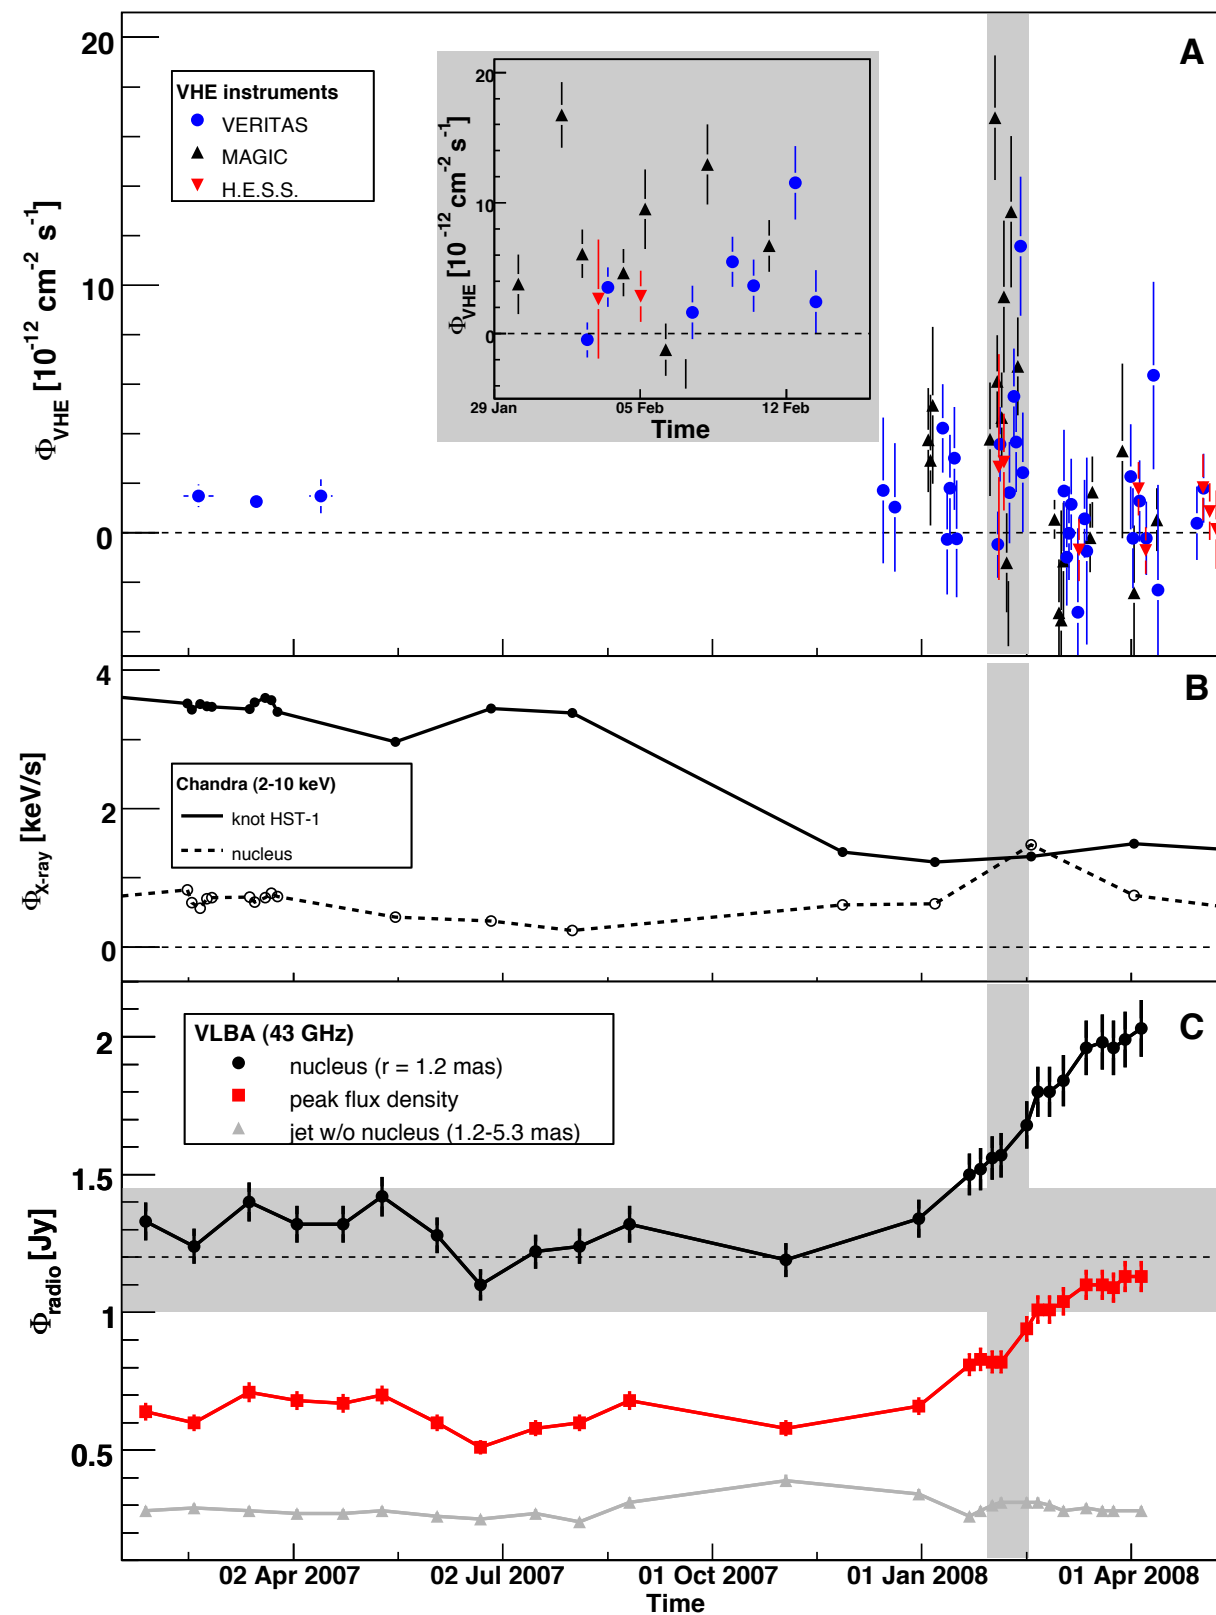 A
20
10
0
Φ_VHE [10^-12 cm^-2 s^-1]
VHE instruments
VERITAS
MAGIC
H.E.S.S.
20
10
0
Φ_VHE [10^-12 cm^-2 s^-1]
29 Jan 05 Feb 12 Feb
Time
B
4
2
0
Φ_X-ray [keV/s]
Chandra (2-10 keV)
knot HST-1
nucleus
C
2
1.5
1
0.5
Φ_radio [Jy]
VLBA (43 GHz)
nucleus (r = 1.2 mas)
peak flux density
jet w/o nucleus (1.2-5.3 mas)
02 Apr 2007 02 Jul 2007 01 Oct 2007 01 Jan 2008 01 Apr 2008
Time